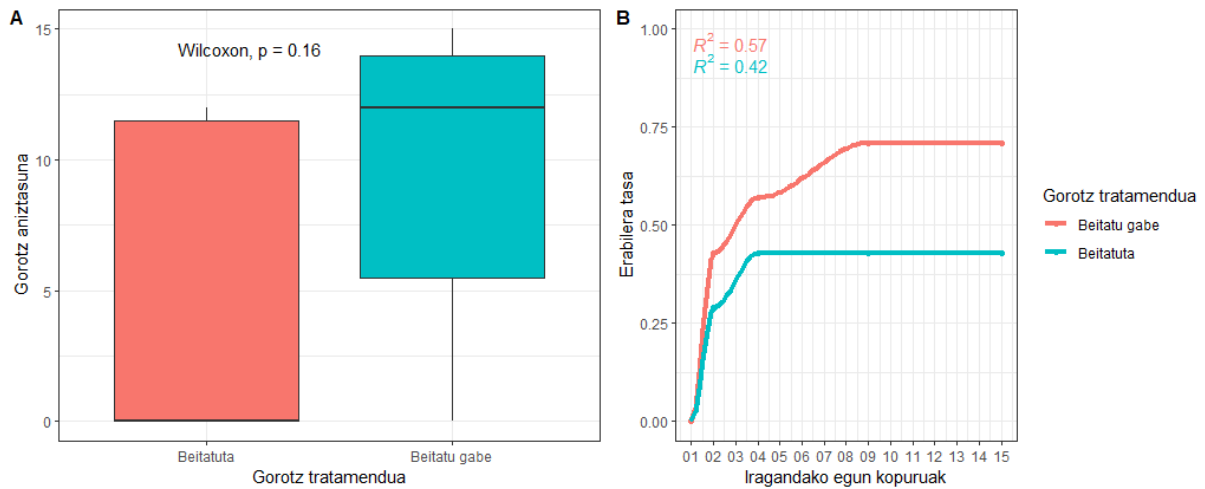 A
Gorotz aniztasuna
15
10
5
0
Wilcoxon, p = 0.16
Beitatuta
Beitatu gabe
Gorotz tratamendua
B
Erabilera tasa
1.00
0.75
0.50
0.25
0.00
R² = 0.57
R² = 0.42
01 02 03 04 05 06 07 08 09 10 11 12 13 14 15
Iragandako egun kopuruak
Gorotz tratamendua
Beitatu gabe
Beitatuta